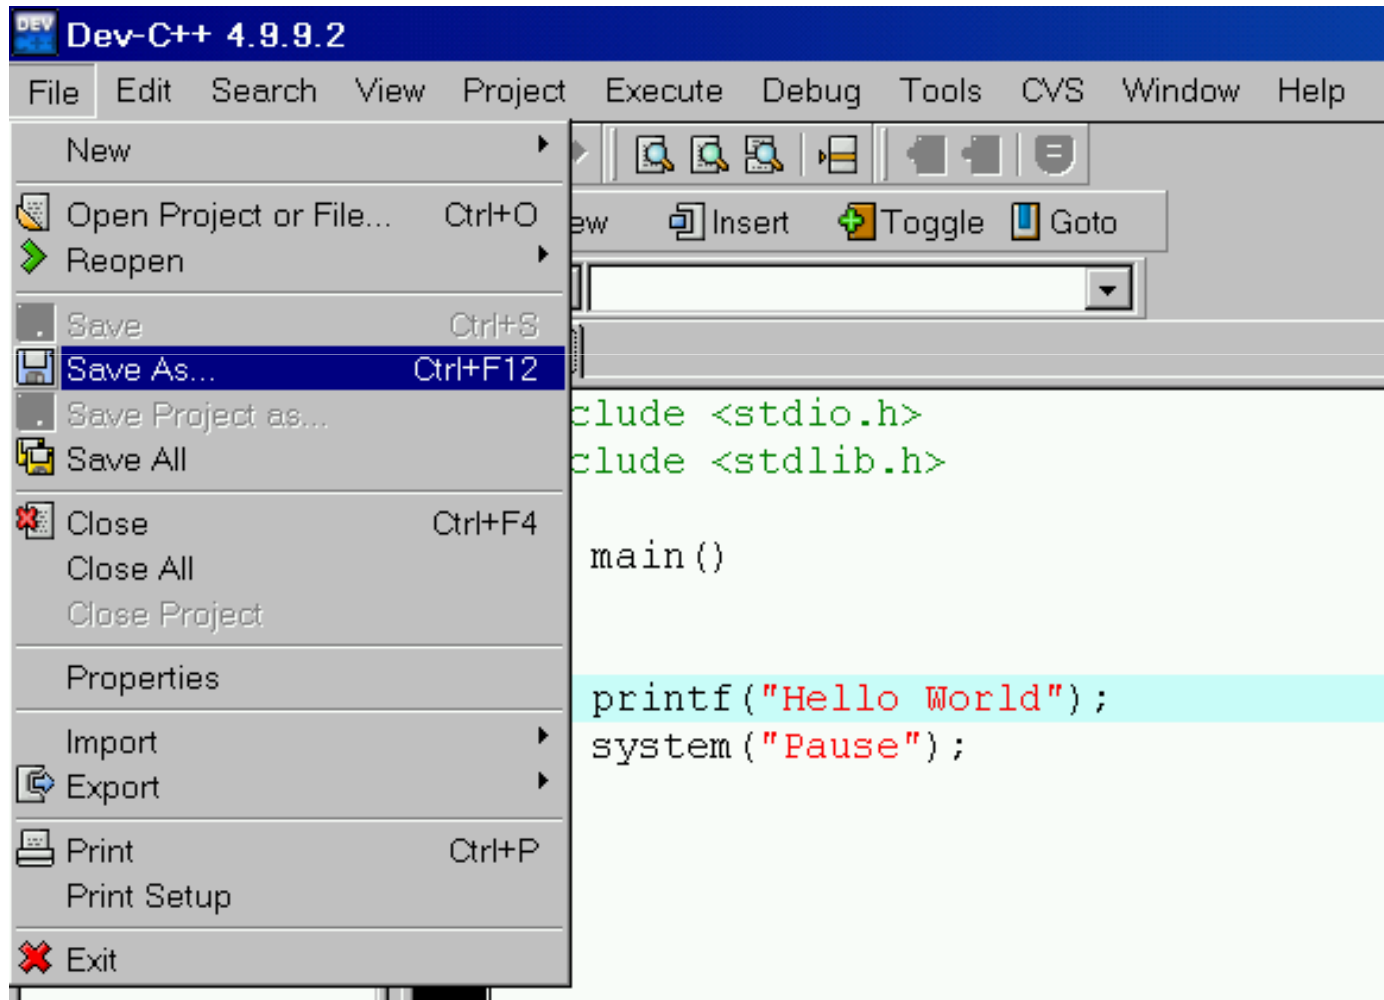 DEV
Dev-C++ 4.9.9.2
File Edit Search View Project Execute Debug Tools CVS Window Help
New
Open Project or File... Ctrl+O
ew Insert Toggle Goto
Reopen
Save Ctrl+S
Save As... Ctrl+F12
Save Project as...
clude <stdio.h>
Save All
clude <stdlib.h>
Close Ctrl+F4
main()
Close All
Close Project
Properties
printf("Hello World");
Import
system("Pause");
Export
Print Ctrl+P
Print Setup
Exit